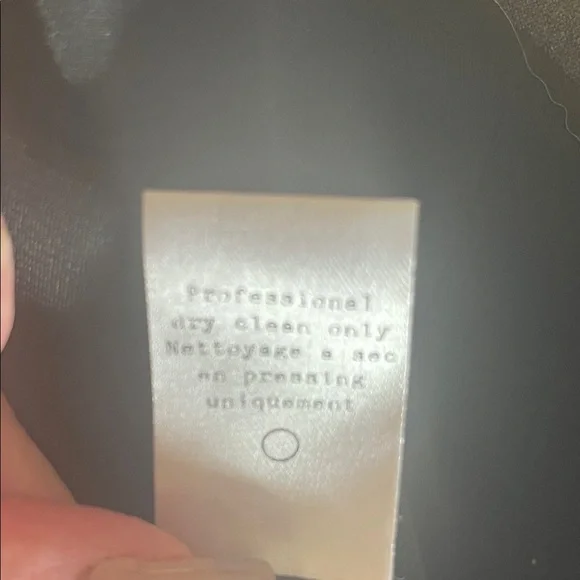 Professional
dry clean only
Nettoyage a sec
en pressing
uniquement